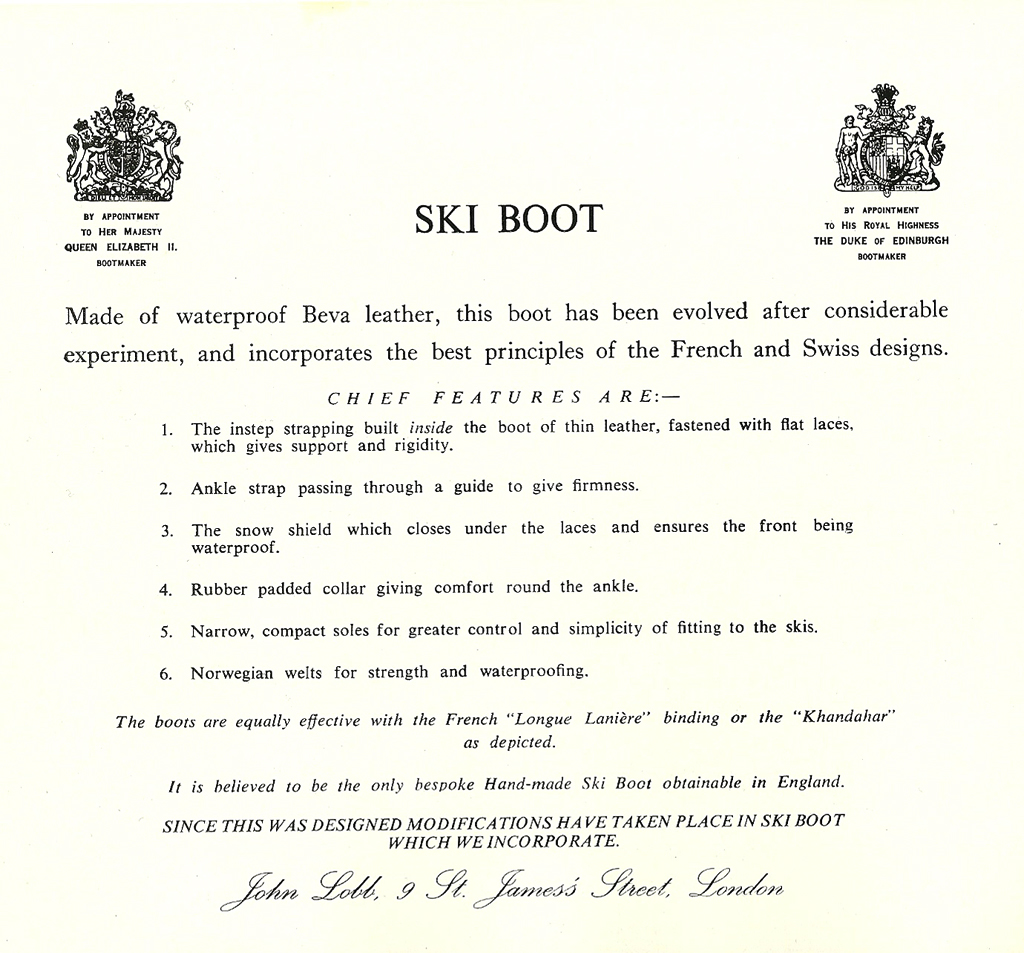 DIEU ET MON DROIT
BY APPOINTMENT
TO HER MAJESTY
QUEEN ELIZABETH II.
BOOTMAKER
GOD IS MY HELP
BY APPOINTMENT
TO HIS ROYAL HIGHNESS
THE DUKE OF EDINBURGH
BOOTMAKER
SKI BOOT
Made of waterproof Beva leather, this boot has been evolved after considerable
experiment, and incorporates the best principles of the French and Swiss designs.
CHIEF FEATURES ARE:—
1. The instep strapping built inside the boot of thin leather, fastened with flat laces,
which gives support and rigidity.
2. Ankle strap passing through a guide to give firmness.
3. The snow shield which closes under the laces and ensures the front being
waterproof.
4. Rubber padded collar giving comfort round the ankle.
5. Narrow, compact soles for greater control and simplicity of fitting to the skis.
6. Norwegian welts for strength and waterproofing.
The boots are equally effective with the French "Longue Lanière" binding or the "Khandahar"
as depicted.
It is believed to be the only bespoke Hand-made Ski Boot obtainable in England.
SINCE THIS WAS DESIGNED MODIFICATIONS HAVE TAKEN PLACE IN SKI BOOT
WHICH WE INCORPORATE.
John Lobb, 9 St. James's Street, London